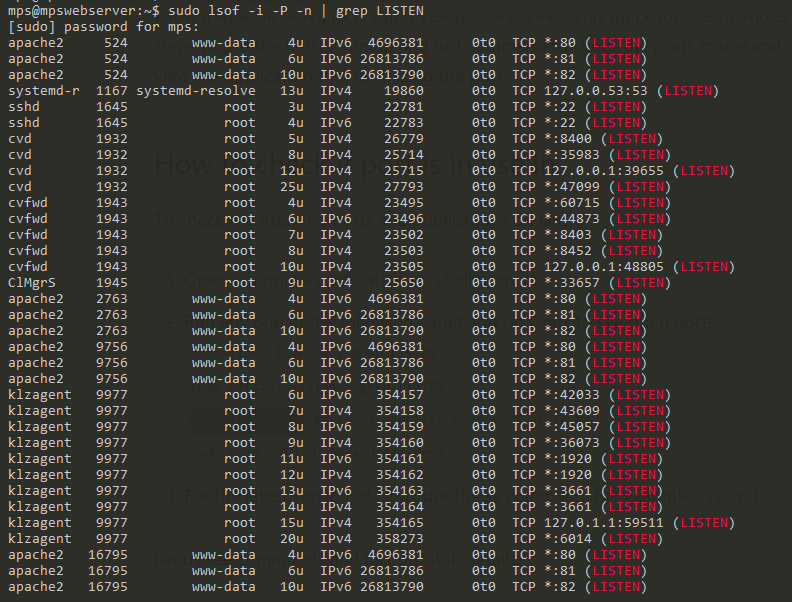 mps@mpswebserver:~$ sudo lsof -i -P -n | grep LISTEN
[sudo] password for mps:
apache2 524 www-data 4u IPv6 4696381 0t0 TCP *:80 (LISTEN)
apache2 524 www-data 6u IPv6 26813786 0t0 TCP *:81 (LISTEN)
apache2 524 www-data 10u IPv6 26813790 0t0 TCP *:82 (LISTEN)
systemd-r 1167 systemd-resolve 13u IPv4 19860 0t0 TCP 127.0.0.53:53 (LISTEN)
sshd 1645 root 3u IPv4 22781 0t0 TCP *:22 (LISTEN)
sshd 1645 root 4u IPv6 22783 0t0 TCP *:22 (LISTEN)
cvd 1932 root 5u IPv4 26779 0t0 TCP *:8400 (LISTEN)
cvd 1932 root 6u IPv4 25714 0t0 TCP *:35983 (LISTEN)
cvd 1932 root 12u IPv4 25715 0t0 TCP 127.0.0.1:39655 (LISTEN)
cvd 1932 root 25u IPv4 27793 0t0 TCP *:47099 (LISTEN)
cvfwd 1943 root 4u IPv4 23495 0t0 TCP *:60715 (LISTEN)
cvfwd 1943 root 6u IPv6 23496 0t0 TCP *:44873 (LISTEN)
cvfwd 1943 root 7u IPv4 23502 0t0 TCP *:8403 (LISTEN)
cvfwd 1943 root 8u IPv4 23503 0t0 TCP *:8452 (LISTEN)
cvfwd 1943 root 10u IPv4 23505 0t0 TCP 127.0.0.1:48805 (LISTEN)
ClMgrS 1945 root 9u IPv4 25650 0t0 TCP *:33657 (LISTEN)
apache2 2763 www-data 4u IPv6 4696381 0t0 TCP *:80 (LISTEN)
apache2 2763 www-data 6u IPv6 26813786 0t0 TCP *:81 (LISTEN)
apache2 2763 www-data 10u IPv6 26813790 0t0 TCP *:82 (LISTEN)
apache2 9756 www-data 4u IPv6 4696381 0t0 TCP *:80 (LISTEN)
apache2 9756 www-data 6u IPv6 26813786 0t0 TCP *:81 (LISTEN)
apache2 9756 www-data 10u IPv6 26813790 0t0 TCP *:82 (LISTEN)
klzagent 9977 root 6u IPv6 354157 0t0 TCP *:42033 (LISTEN)
klzagent 9977 root 7u IPv4 354158 0t0 TCP *:43609 (LISTEN)
klzagent 9977 root 8u IPv6 354159 0t0 TCP *:45057 (LISTEN)
klzagent 9977 root 9u IPv4 354160 0t0 TCP *:36073 (LISTEN)
klzagent 9977 root 11u IPv6 354161 0t0 TCP *:1920 (LISTEN)
klzagent 9977 root 12u IPv4 354162 0t0 TCP *:1920 (LISTEN)
klzagent 9977 root 13u IPv6 354163 0t0 TCP *:3661 (LISTEN)
klzagent 9977 root 14u IPv4 354164 0t0 TCP *:3661 (LISTEN)
klzagent 9977 root 15u IPv4 354165 0t0 TCP 127.0.1.1:59511 (LISTEN)
klzagent 9977 root 20u IPv4 358273 0t0 TCP *:6014 (LISTEN)
apache2 16795 www-data 4u IPv6 4696381 0t0 TCP *:80 (LISTEN)
apache2 16795 www-data 6u IPv6 26813786 0t0 TCP *:81 (LISTEN)
apache2 16795 www-data 10u IPv6 26813790 0t0 TCP *:82 (LISTEN)